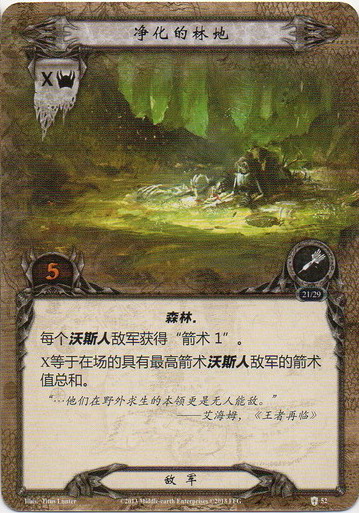 净化的林地
X
5
21/29
森林.
每个沃斯人敌军获得“箭术 1”。
X等于在场的具有最高箭术沃斯人敌军的箭术
值总和。
“…他们在野外求生的本领更是无人能敌。”
——艾海姆，《王者再临》
敌军
Illus. Titus Lunter
©2013 Middle-earth Enterprises ©2013 FFG
52